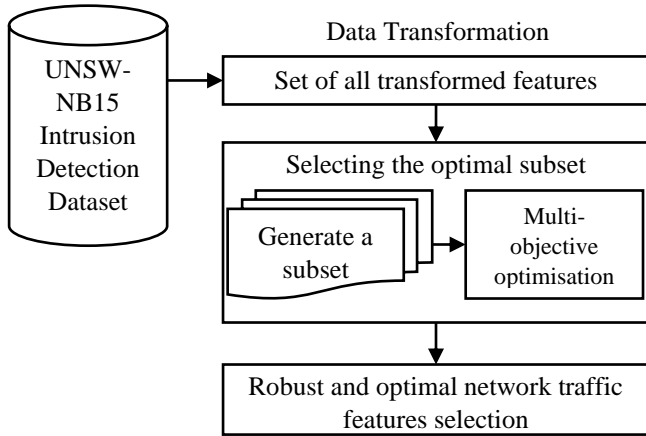 UNSW-
NB15
Intrusion
Detection
Dataset
Data Transformation
Set of all transformed features
Selecting the optimal subset
Generate a
subset
Multi-
objective
optimisation
Robust and optimal network traffic
features selection